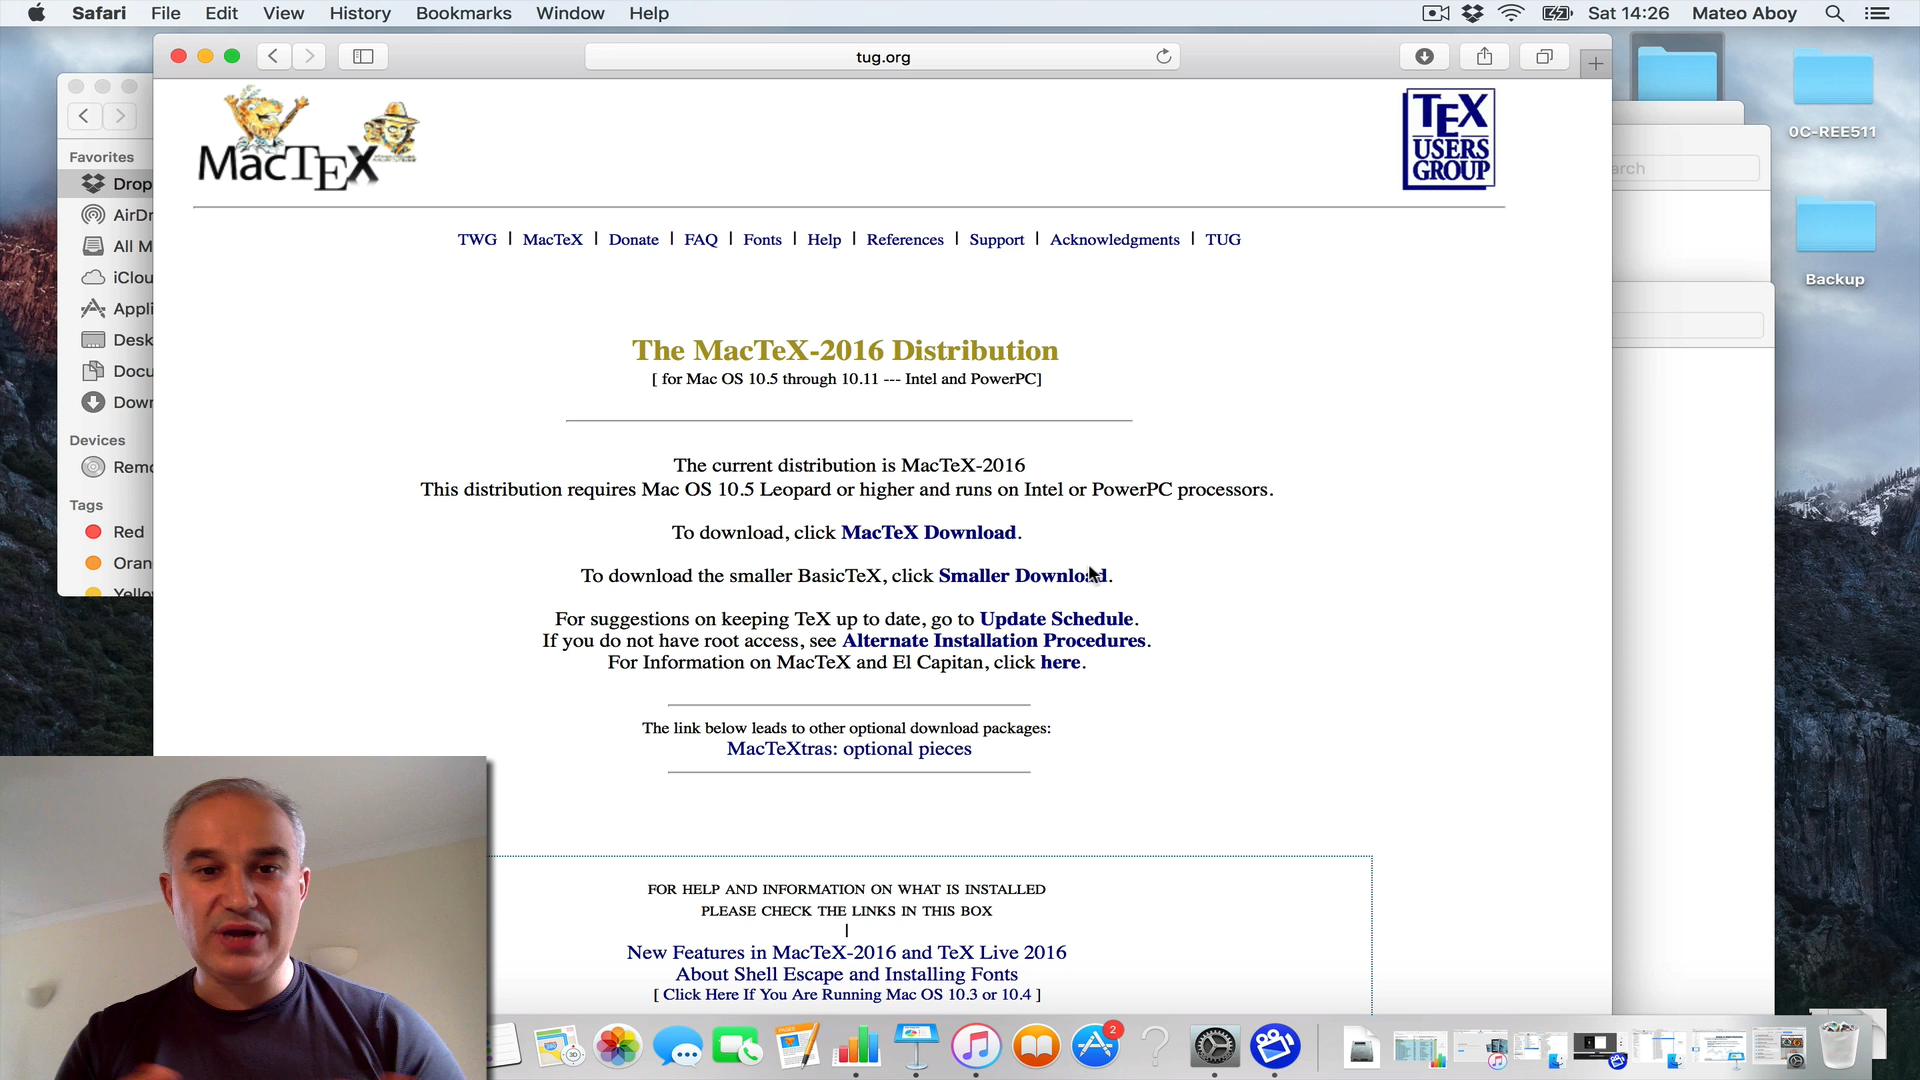 Safari File Edit View History Bookmarks Window Help
Sat 14:26 Mateo Aboy
tug.org
MacTeX
TEX
USERS
GROUP
0C-REE511
Backup
arch
Favorites
Drop
AirDr
All M
iClou
Appli
Desk
Docu
Down
Devices
Remo
Tags
Red
Oran
Yello
TWG | MacTeX | Donate | FAQ | Fonts | Help | References | Support | Acknowledgments | TUG
The MacTeX-2016 Distribution
[ for Mac OS 10.5 through 10.11 --- Intel and PowerPC]
The current distribution is MacTeX-2016
This distribution requires Mac OS 10.5 Leopard or higher and runs on Intel or PowerPC processors.
To download, click MacTeX Download.
To download the smaller BasicTeX, click Smaller Download.
For suggestions on keeping TeX up to date, go to Update Schedule.
If you do not have root access, see Alternate Installation Procedures.
For Information on MacTeX and El Capitan, click here.
The link below leads to other optional download packages:
MacTeXtras: optional pieces
FOR HELP AND INFORMATION ON WHAT IS INSTALLED
PLEASE CHECK THE LINKS IN THIS BOX
|
New Features in MacTeX-2016 and TeX Live 2016
About Shell Escape and Installing Fonts
[ Click Here If You Are Running Mac OS 10.3 or 10.4 ]
3D
PAGES
2